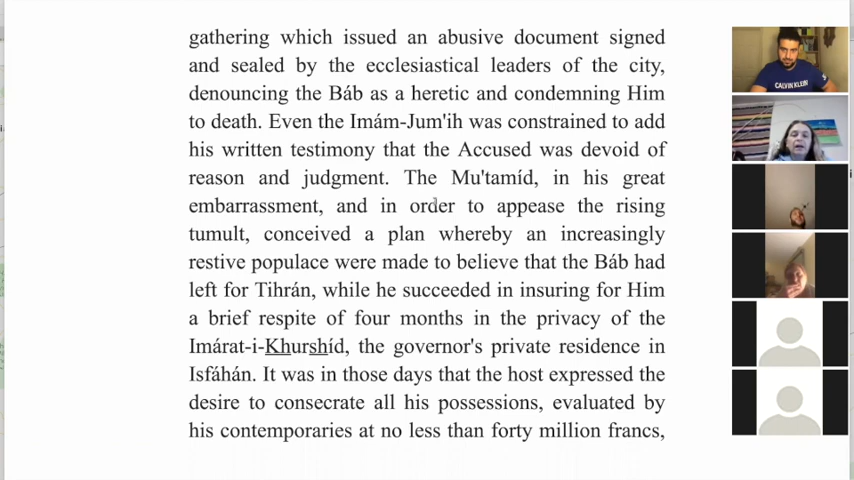 gathering which issued an abusive document signed
and sealed by the ecclesiastical leaders of the city,
denouncing the Báb as a heretic and condemning Him
to death. Even the Imám-Jum'ih was constrained to add
his written testimony that the Accused was devoid of
reason and judgment. The Mu'tamíd, in his great
embarrassment, and in order to appease the rising
tumult, conceived a plan whereby an increasingly
restive populace were made to believe that the Báb had
left for Tihrán, while he succeeded in insuring for Him
a brief respite of four months in the privacy of the
Imárat-i-Khurshíd, the governor's private residence in
Isfáhán. It was in those days that the host expressed the
desire to consecrate all his possessions, evaluated by
his contemporaries at no less than forty million francs,
CALVIN KLEIN